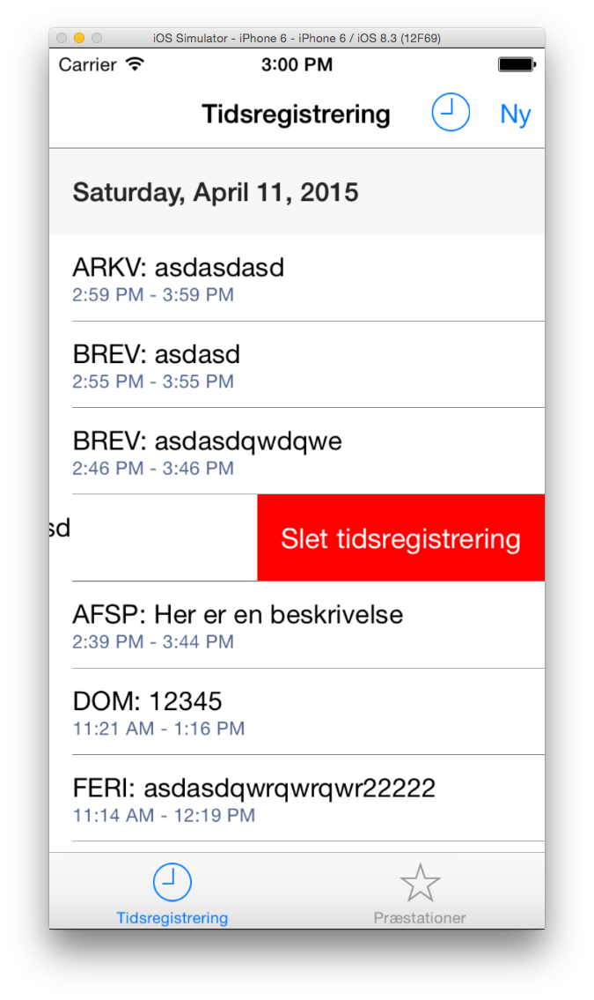 iOS Simulator - iPhone 6 - iPhone 6 / iOS 8.3 (12F69)
Carrier 3:00 PM
Tidsregistrering Ny
Saturday, April 11, 2015
ARKV: asdasdasd
2:59 PM - 3:59 PM
BREV: asdasd
2:55 PM - 3:55 PM
BREV: asdasdqwdqwe
2:46 PM - 3:46 PM
sd Slet tidsregistrering
AFSP: Her er en beskrivelse
2:39 PM - 3:44 PM
DOM: 12345
11:21 AM - 1:16 PM
FERI: asdasdqwrqwrqwr22222
11:14 AM - 12:19 PM
Tidsregistrering Præstationer